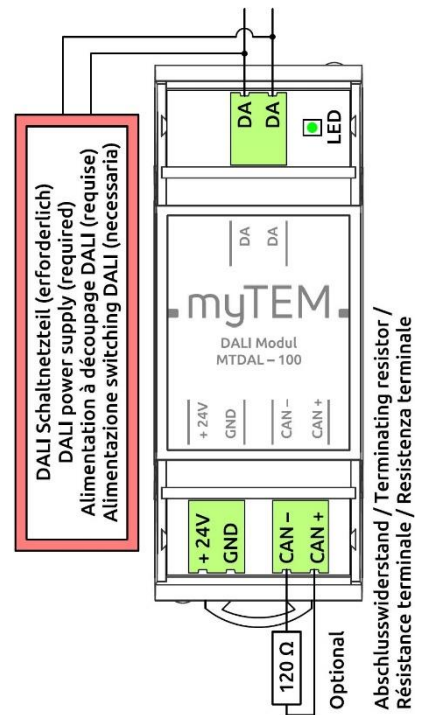 DALI Schaltnetzteil (erforderlich)
DALI power supply (required)
Alimentation à découpage DALI (requise)
Alimentazione switching DALI (necessaria)
DA
DA
LED
DA
DA
myTEM
DALI Modul
MTDAL – 100
+ 24V
GND
CAN –
CAN +
+ 24V
GND
CAN –
CAN +
120 Ω
Optional
Abschlusswiderstand / Terminating resistor /
Résistance terminale / Resistenza terminale